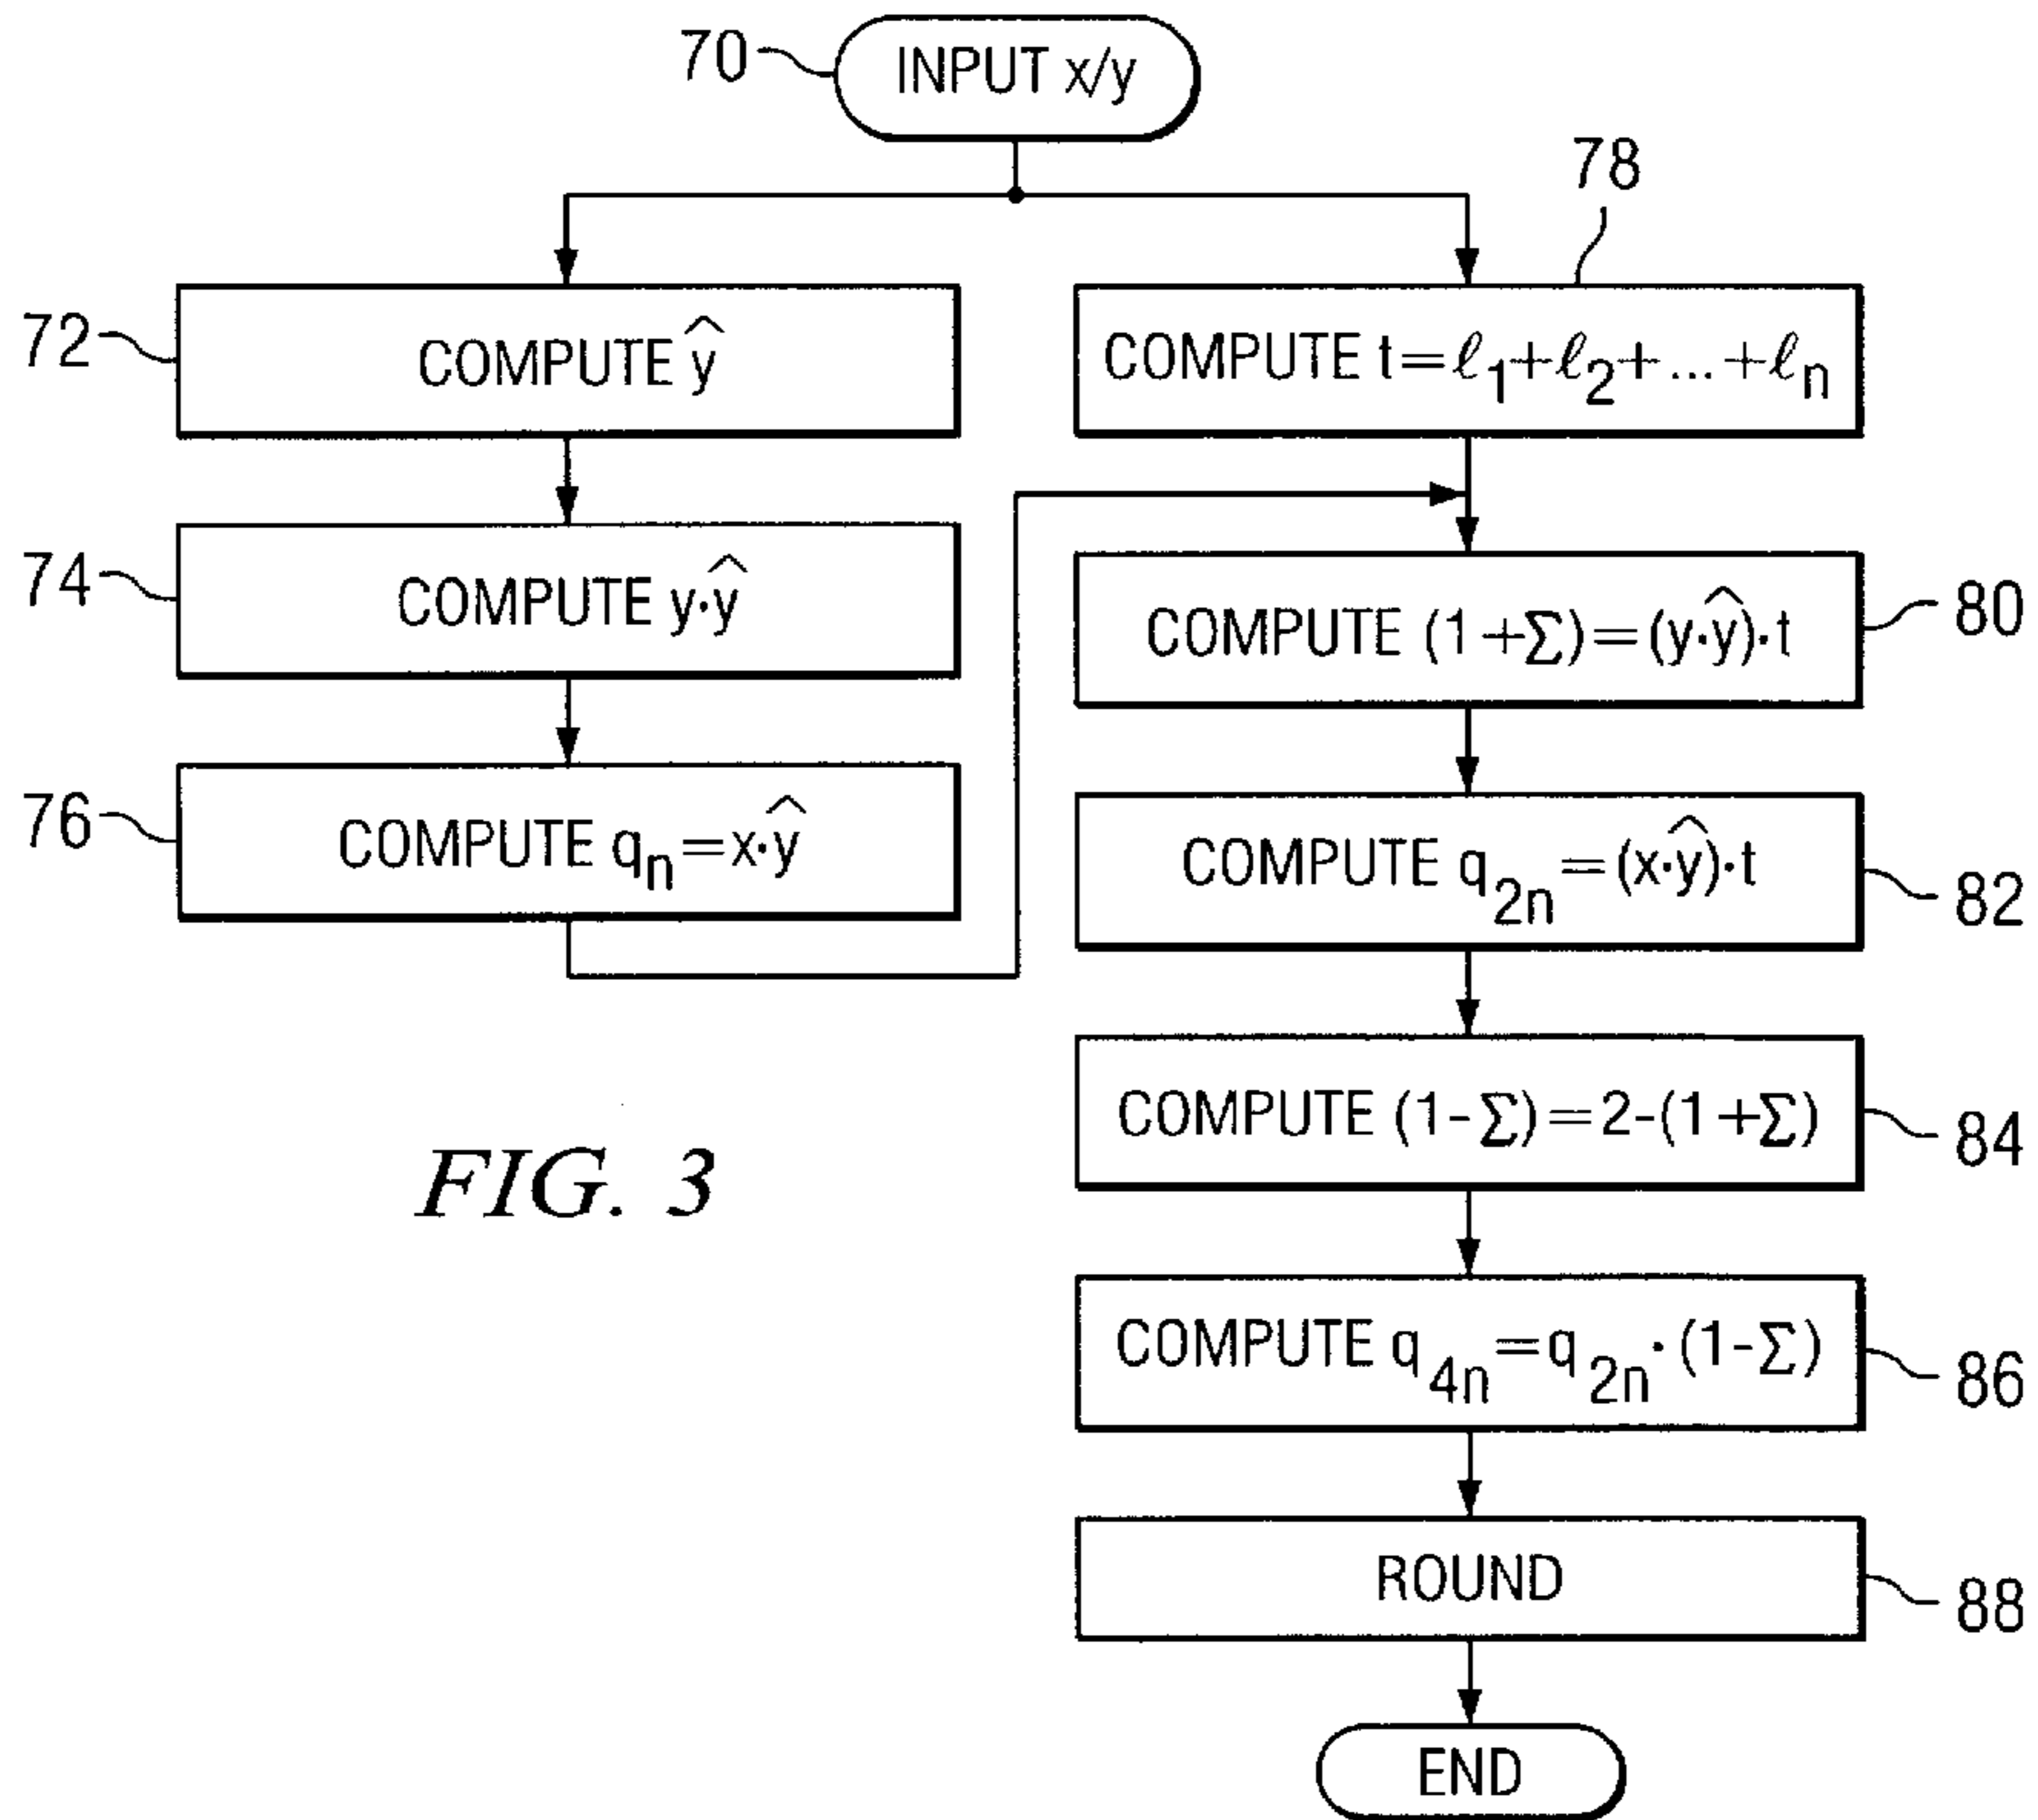 70
INPUT x/y
78
72
COMPUTE ŷ
COMPUTE t=ℓ₁+ℓ₂+...+ℓₙ
74
COMPUTE y·ŷ
80
COMPUTE (1+Σ)=(y·ŷ)·t
76
COMPUTE qₙ=x·ŷ
82
COMPUTE q₂ₙ=(x·ŷ)·t
84
COMPUTE (1-Σ)=2-(1+Σ)
FIG. 3
86
COMPUTE q₄ₙ=q₂ₙ·(1-Σ)
88
ROUND
END